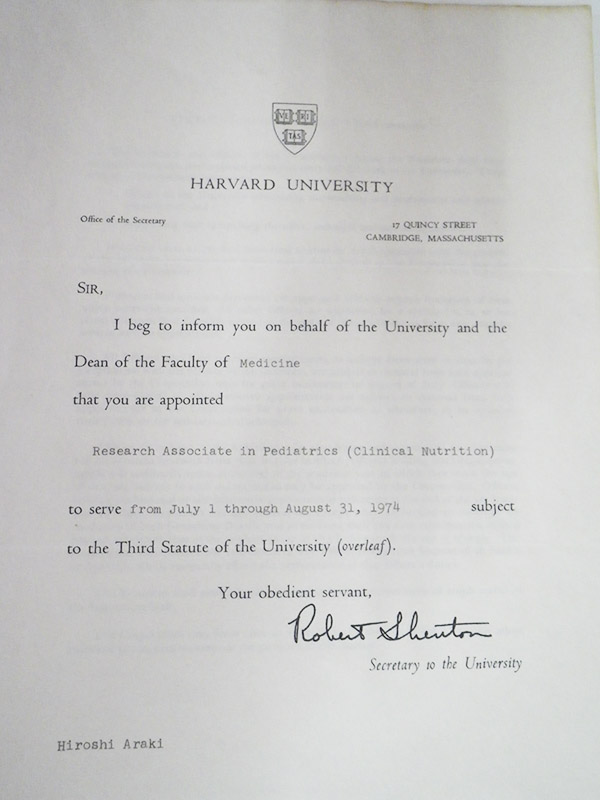 VE RI
TAS
HARVARD UNIVERSITY
Office of the Secretary
17 QUINCY STREET
CAMBRIDGE, MASSACHUSETTS
SIR,
I beg to inform you on behalf of the University and the
Dean of the Faculty of Medicine
that you are appointed
Research Associate in Pediatrics (Clinical Nutrition)
to serve from July 1 through August 31, 1974 subject
to the Third Statute of the University (overleaf).
Your obedient servant,
Robert Shenton
Secretary to the University
Hiroshi Araki